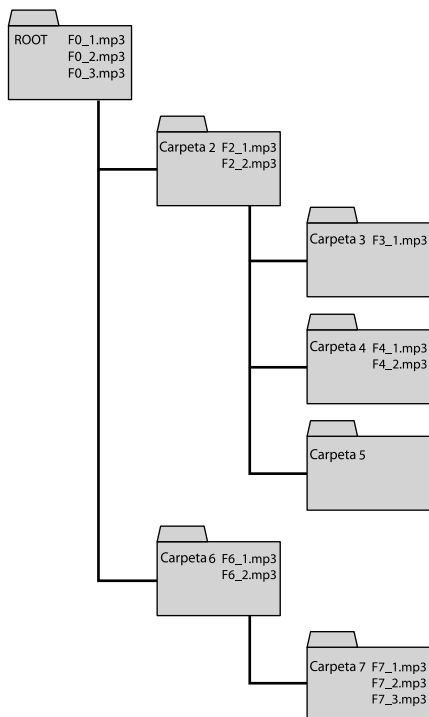 ROOT F0_1.mp3
F0_2.mp3
F0_3.mp3
Carpeta 2 F2_1.mp3
F2_2.mp3
Carpeta 3 F3_1.mp3
Carpeta 4 F4_1.mp3
F4_2.mp3
Carpeta 5
Carpeta 6 F6_1.mp3
F6_2.mp3
Carpeta 7 F7_1.mp3
F7_2.mp3
F7_3.mp3